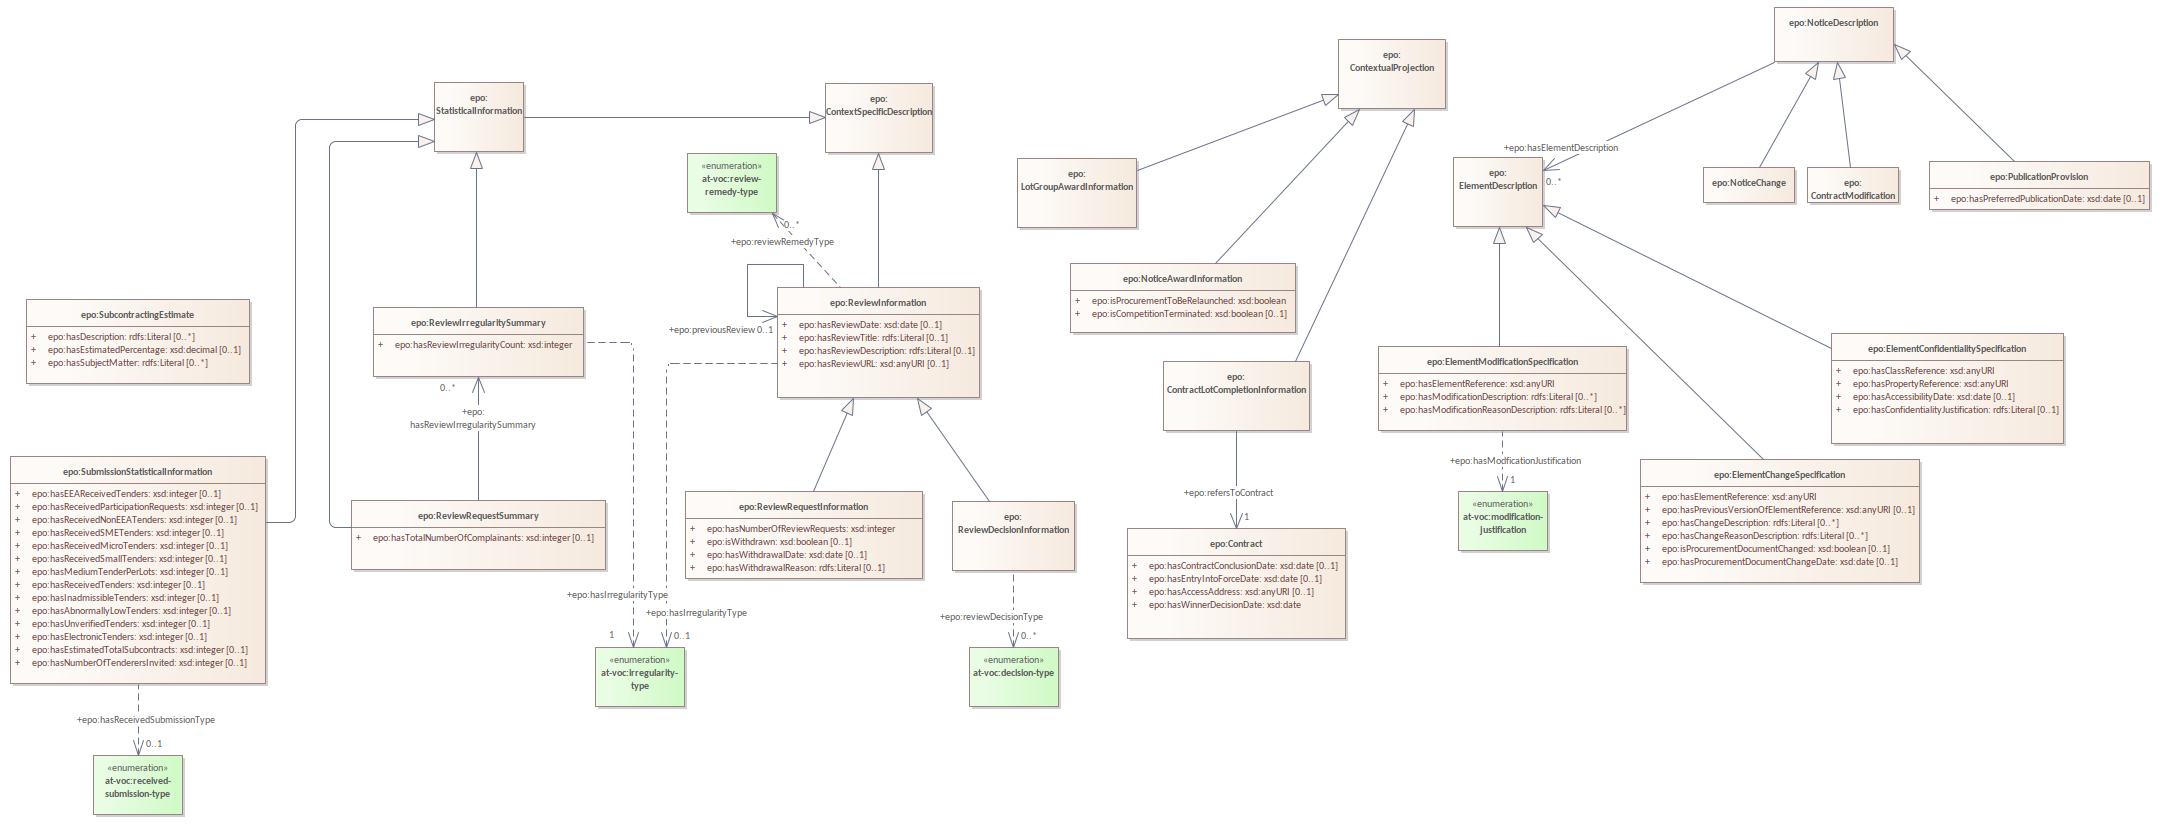 epo:
StatisticalInformation
epo:
ContextSpecificDescription
epo:
ContextualProjection
epo:NoticeDescription
+epo:hasElementDescription
0..*
«enumeration»
at-voc:review-
remedy-type
0..*
+epo:reviewRemedyType
epo:
LotGroupAwardInformation
epo:
ElementDescription
epo:NoticeChange
epo:
ContractModification
epo:PublicationProvision
+ epo:hasPreferredPublicationDate: xsd:date [0..1]
epo:SubcontractingEstimate
+ epo:hasDescription: rdfs:Literal [0..*]
+ epo:hasEstimatedPercentage: xsd:decimal [0..1]
+ epo:hasSubjectMatter: rdfs:Literal [0..*]
epo:ReviewIrregularitySummary
+ epo:hasReviewIrregularityCount: xsd:integer
0..*
+epo:
hasReviewIrregularitySummary
+epo:previousReview 0..1
epo:ReviewInformation
+ epo:hasReviewDate: xsd:date [0..1]
+ epo:hasReviewTitle: rdfs:Literal [0..1]
+ epo:hasReviewDescription: rdfs:Literal [0..1]
+ epo:hasReviewURL: xsd:anyURI [0..1]
epo:NoticeAwardInformation
+ epo:isProcurementToBeRelaunched: xsd:boolean
+ epo:isCompetitionTerminated: xsd:boolean [0..1]
epo:
ContractLotCompletionInformation
epo:ElementModificationSpecification
+ epo:hasElementReference: xsd:anyURI
+ epo:hasModificationDescription: rdfs:Literal [0..*]
+ epo:hasModificationReasonDescription: rdfs:Literal [0..*]
epo:ElementConfidentialitySpecification
+ epo:hasClassReference: xsd:anyURI
+ epo:hasPropertyReference: xsd:anyURI
+ epo:hasAccessibilityDate: xsd:date [0..1]
+ epo:hasConfidentialityJustification: rdfs:Literal [0..1]
epo:SubmissionStatisticalInformation
+ epo:hasEEAReceivedTenders: xsd:integer [0..1]
+ epo:hasReceivedParticipationRequests: xsd:integer [0..1]
+ epo:hasReceivedNonEEATenders: xsd:integer [0..1]
+ epo:hasReceivedSMETenders: xsd:integer [0..1]
+ epo:hasReceivedMicroTenders: xsd:integer [0..1]
+ epo:hasReceivedSmallTenders: xsd:integer [0..1]
+ epo:hasMediumTenderPerLots: xsd:integer [0..1]
+ epo:hasReceivedTenders: xsd:integer [0..1]
+ epo:hasInadmissibleTenders: xsd:integer [0..1]
+ epo:hasAbnormallyLowTenders: xsd:integer [0..1]
+ epo:hasUnverifiedTenders: xsd:integer [0..1]
+ epo:hasElectronicTenders: xsd:integer [0..1]
+ epo:hasEstimatedTotalSubcontracts: xsd:integer [0..1]
+ epo:hasNumberOfTenderersInvited: xsd:integer [0..1]
+epo:hasReceivedSubmissionType
0..1
«enumeration»
at-voc:received-
submission-type
epo:ReviewRequestSummary
+ epo:hasTotalNumberOfComplainants: xsd:integer [0..1]
+epo:hasIrregularityType
1
+epo:hasIrregularityType
0..1
«enumeration»
at-voc:irregularity-
type
epo:ReviewRequestInformation
+ epo:hasNumberOfReviewRequests: xsd:integer
+ epo:isWithdrawn: xsd:boolean [0..1]
+ epo:hasWithdrawalDate: xsd:date [0..1]
+ epo:hasWithdrawalReason: rdfs:Literal [0..1]
epo:
ReviewDecisionInformation
+epo:reviewDecisionType
0..*
«enumeration»
at-voc:decision-type
+epo:refersToContract
1
epo:Contract
+ epo:hasContractConclusionDate: xsd:date [0..1]
+ epo:hasEntryIntoForceDate: xsd:date [0..1]
+ epo:hasAccessAddress: xsd:anyURI [0..1]
+ epo:hasWinnerDecisionDate: xsd:date
+epo:hasModficationJustification
1
«enumeration»
at-voc:modification-
justification
epo:ElementChangeSpecification
+ epo:hasElementReference: xsd:anyURI
+ epo:hasPreviousVersionOfElementReference: xsd:anyURI [0..1]
+ epo:hasChangeDescription: rdfs:Literal [0..*]
+ epo:hasChangeReasonDescription: rdfs:Literal [0..*]
+ epo:isProcurementDocumentChanged: xsd:boolean [0..1]
+ epo:hasProcurementDocumentChangeDate: xsd:date [0..1]